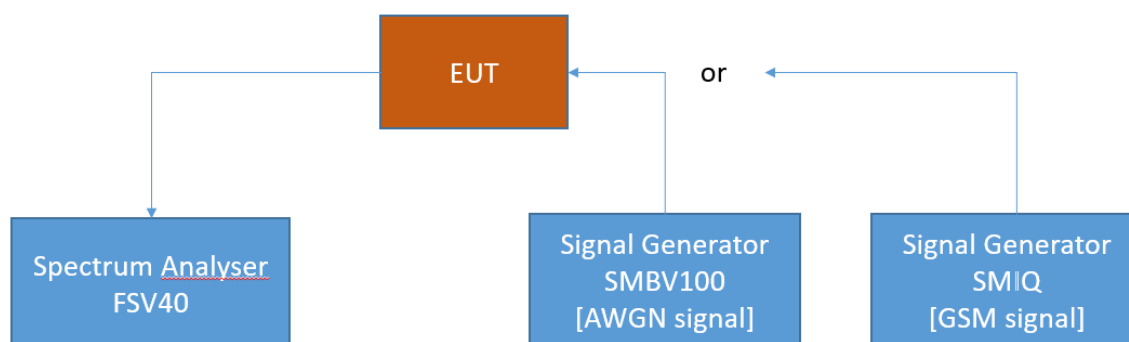 EUT
or
Spectrum Analyser
FSV40
Signal Generator
SMBV100
[AWGN signal]
Signal Generator
SMIQ
[GSM signal]